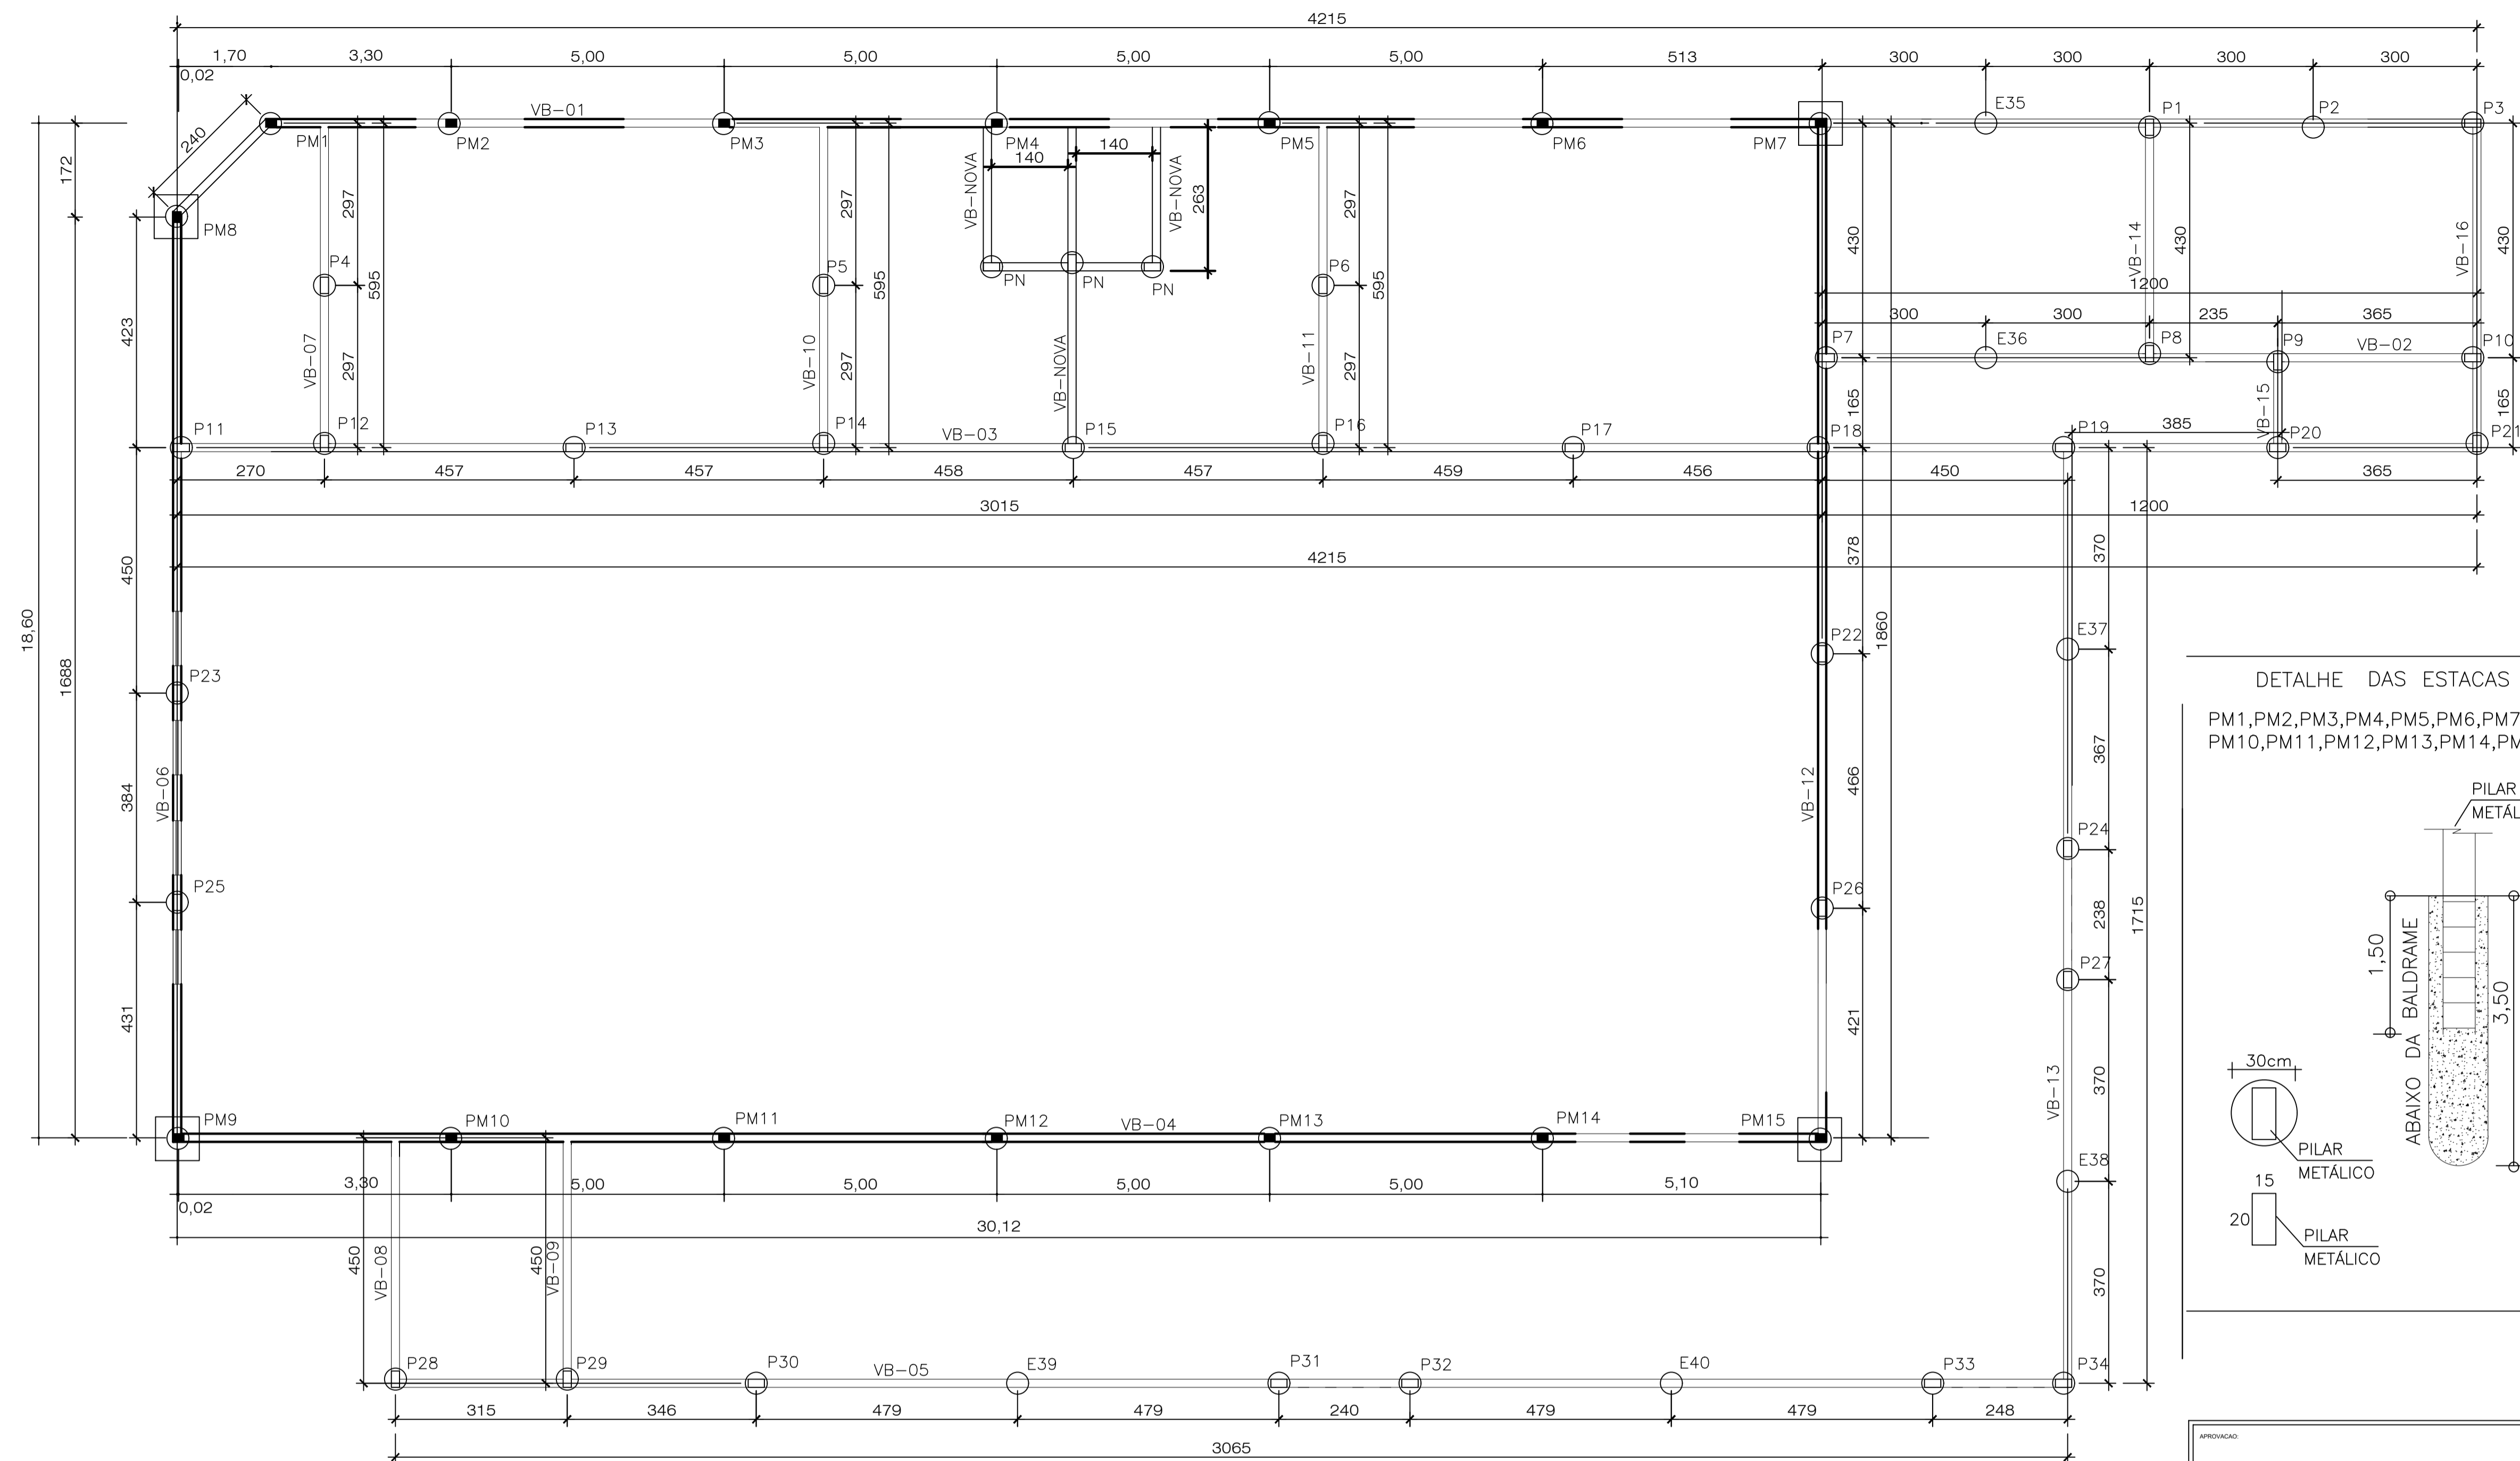 4215
1,70 3,30 5,00 5,00 5,00 5,00 513 300 300 300 300
0,02
VB-01
E35 P1 P2 P3
240
PM1 PM2 PM3 PM4 PM5 PM6 PM7
140 140
172
297 297 297
VB-NOVA VB-NOVA 263
PM8
430 VB-14 430 VB-16 430
P4 P5 P6
595 595 595
PN PN PN
1200
300 300 235 365
18,60
423
VB-07 297 VB-10 297 VB-NOVA VB-11 297
P7 E36 P8 P9 VB-02 P10
165 VB-15 165
385
P11 P12 P13 P14 VB-03 P15 P16 P17 P18 P19 P20 P21
270 457 457 458 457 459 456 450 365
3015 1200
4215
450 378 370
1688
P22 1860 E37
P23
367
384 VB-06 VB-12 466
P24
P25 P26
238 1715
P27
431 421
370 VB-13
PM9 PM10 PM11 PM12 VB-04 PM13 PM14 PM15
E38
3,30 5,00 5,00 5,00 5,00 5,10
0,02
30,12
450 VB-08 450 VB-09
370
P28 P29 P30 VB-05 E39 P31 P32 E40 P33 P34
315 346 479 479 240 479 479 248
3065
DETALHE DAS ESTACAS
PM1,PM2,PM3,PM4,PM5,PM6,PM7
PM10,PM11,PM12,PM13,PM14,PM
PILAR
METÁL
1,50
ABAIXO DA BALDRAME
3,50
30cm
PILAR
METÁLICO
15
20
PILAR
METÁLICO
APROVACAO: